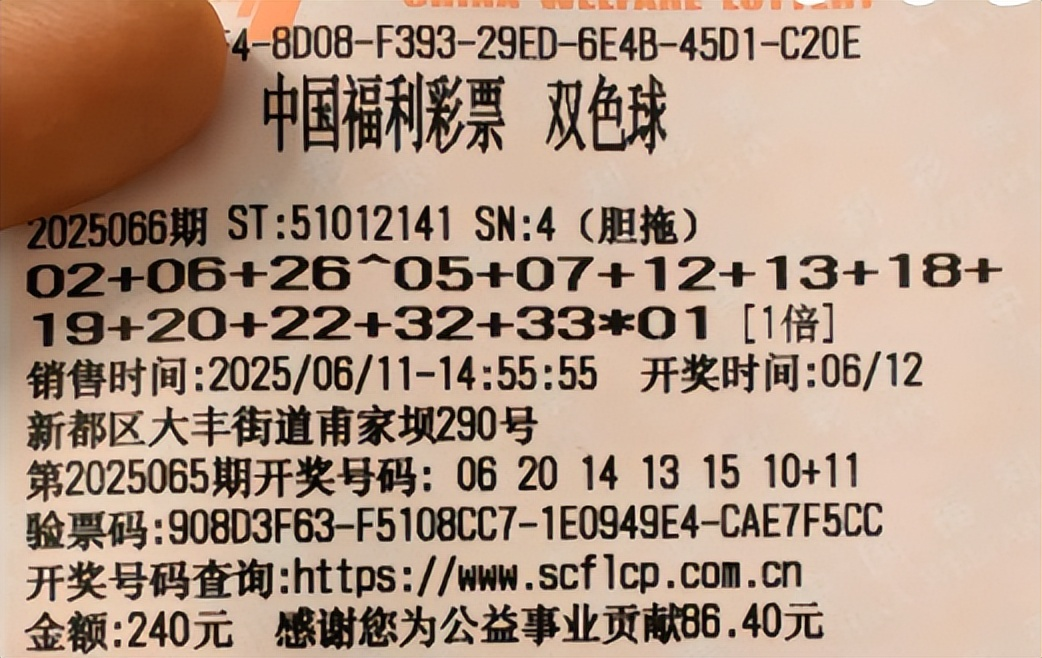 CHINA WELFARE LOTTERY
4-8D08-F393-29ED-6E4B-45D1-C20E
中国福利彩票 双色球
2025066期 ST:51012141 SN:4（胆拖）
02+06+26^05+07+12+13+18+
19+20+22+32+33*01 [1倍]
销售时间:2025/06/11-14:55:55 开奖时间:06/12
新都区大丰街道甫家坝290号
第2025065期开奖号码: 06 20 14 13 15 10+11
验票码:908D3F63-F5108CC7-1E0949E4-CAE7F5CC
开奖号码查询:https://www.scflcp.com.cn
金额:240元 感谢您为公益事业贡献86.40元